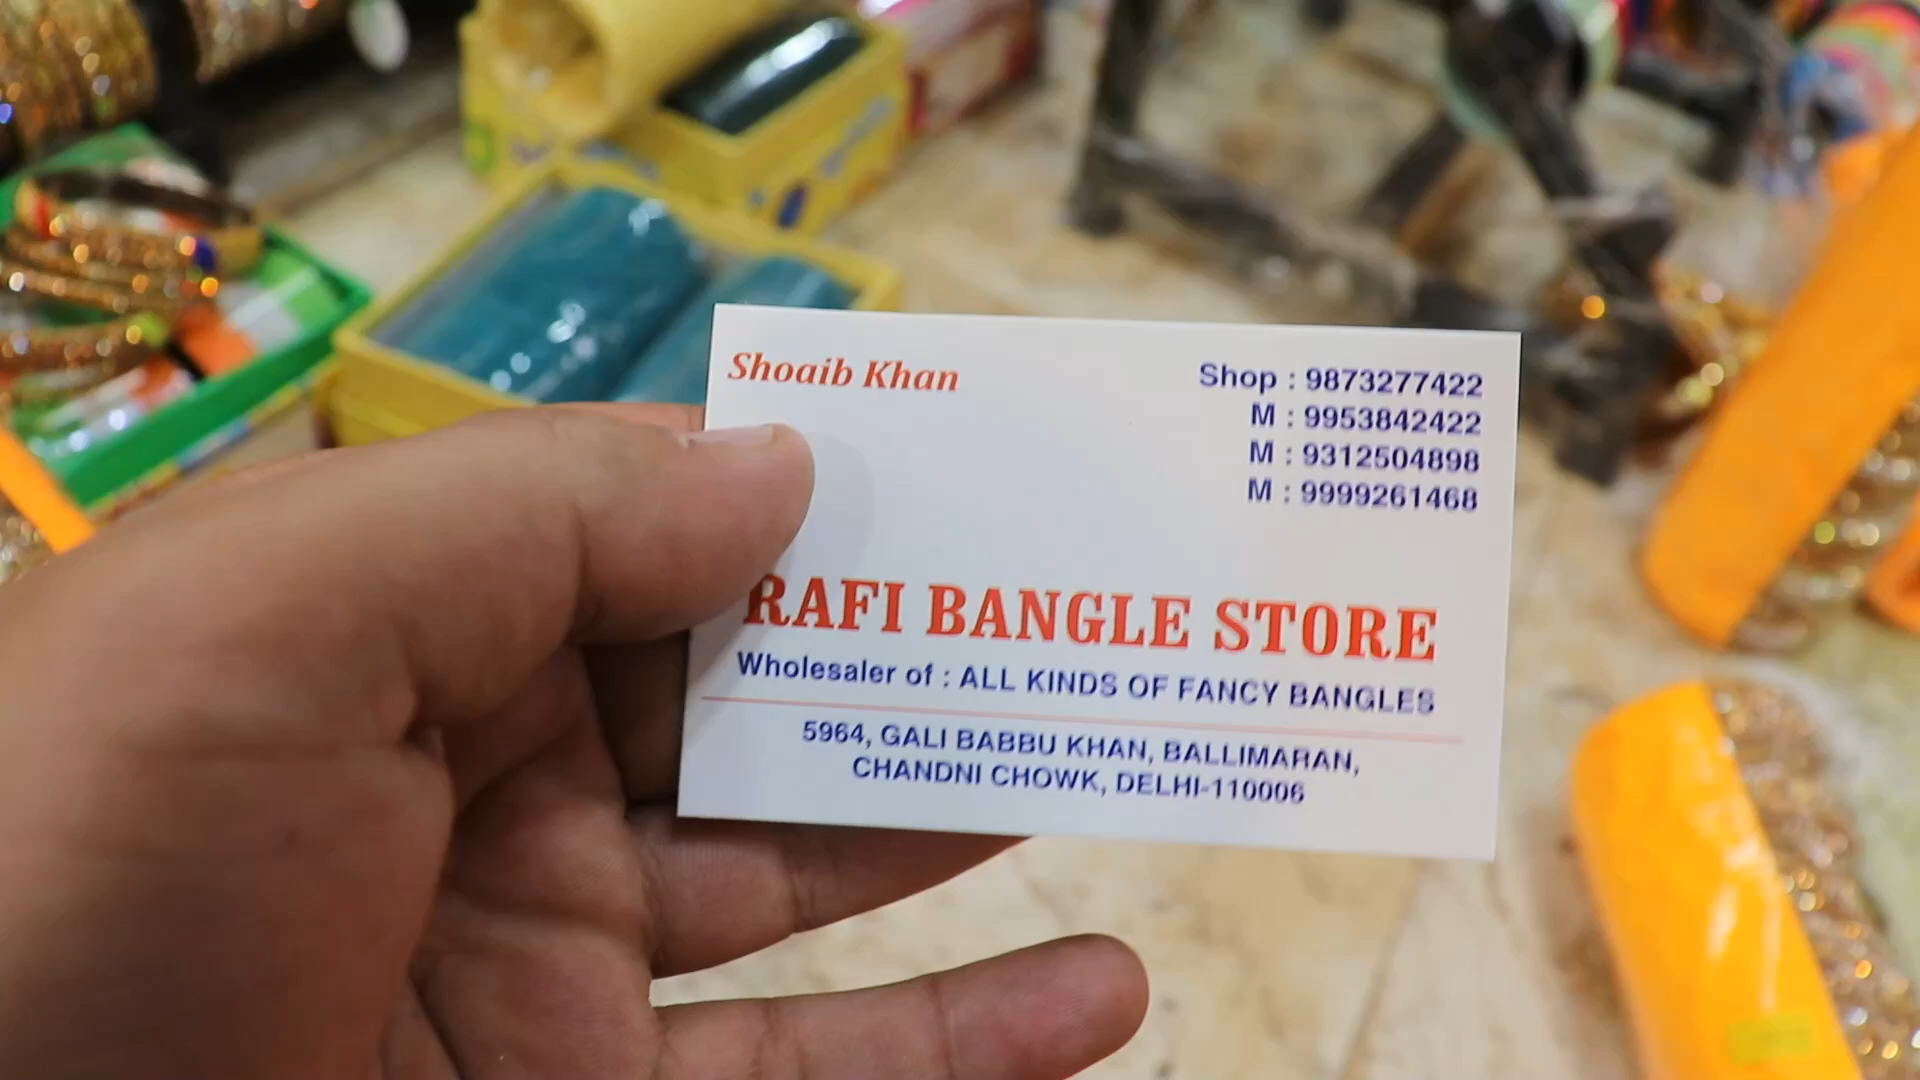 Shoaib Khan
Shop : 9873277422
M : 9953842422
M : 9312504898
M : 9999261468
RAFI BANGLE STORE
Wholesaler of : ALL KINDS OF FANCY BANGLES
5964, GALI BABBU KHAN, BALLIMARAN,
CHANDNI CHOWK, DELHI-110006